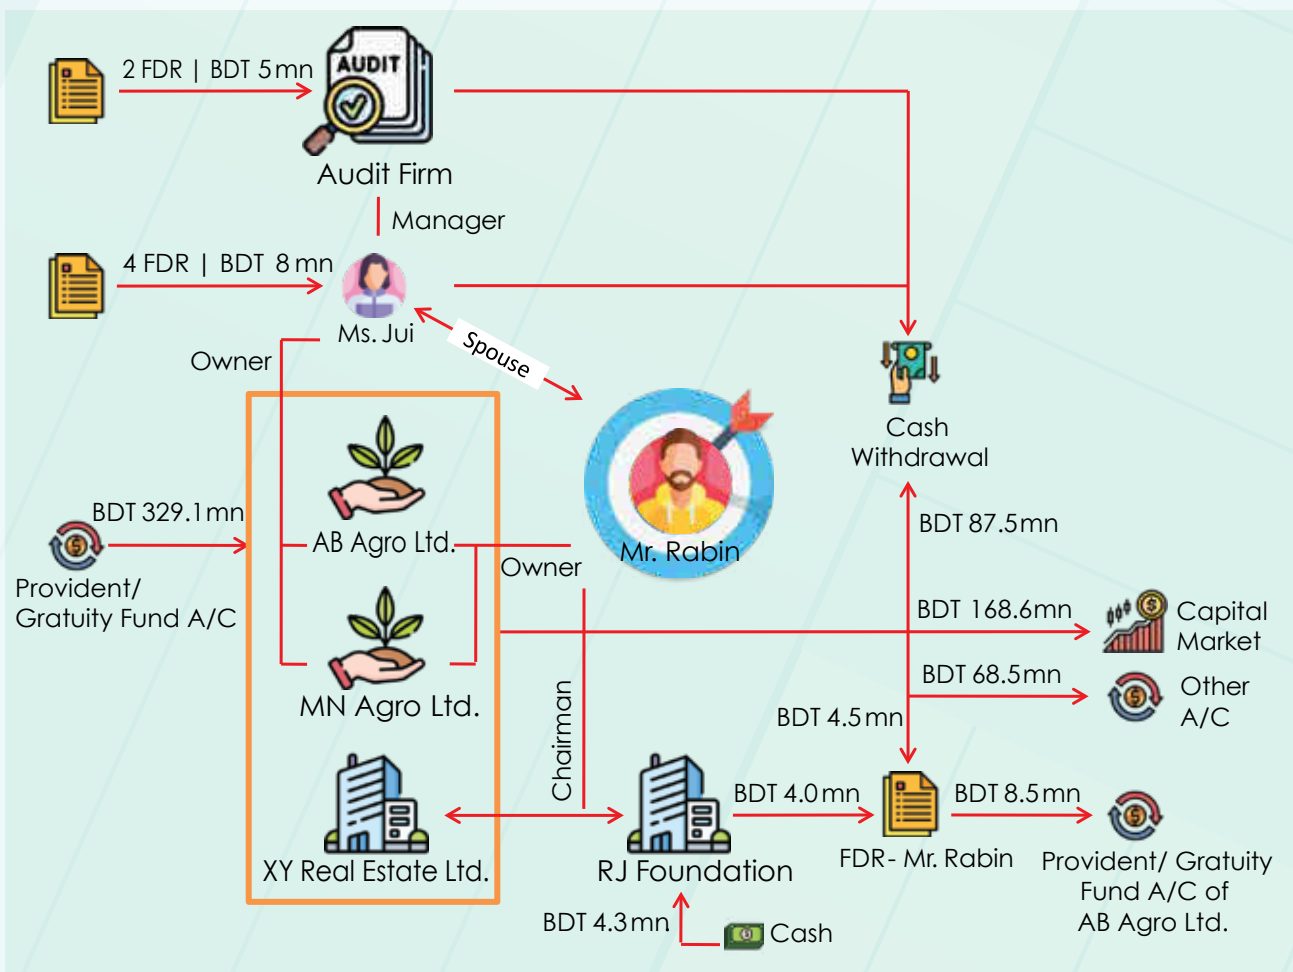 2 FDR | BDT 5mn
AUDIT
Audit Firm
Manager
4 FDR | BDT 8mn
Ms. Jui
Spouse
Owner
Cash
Withdrawal
BDT 329.1mn
Provident/
Gratuity Fund A/C
AB Agro Ltd.
Mr. Rabin
Owner
BDT 87.5mn
MN Agro Ltd.
BDT 168.6mn
Capital
Market
BDT 68.5mn
Other
A/C
BDT 4.5mn
Chairman
XY Real Estate Ltd.
RJ Foundation
BDT 4.0mn
FDR- Mr. Rabin
BDT 8.5mn
Provident/ Gratuity
Fund A/C of
AB Agro Ltd.
BDT 4.3mn
Cash